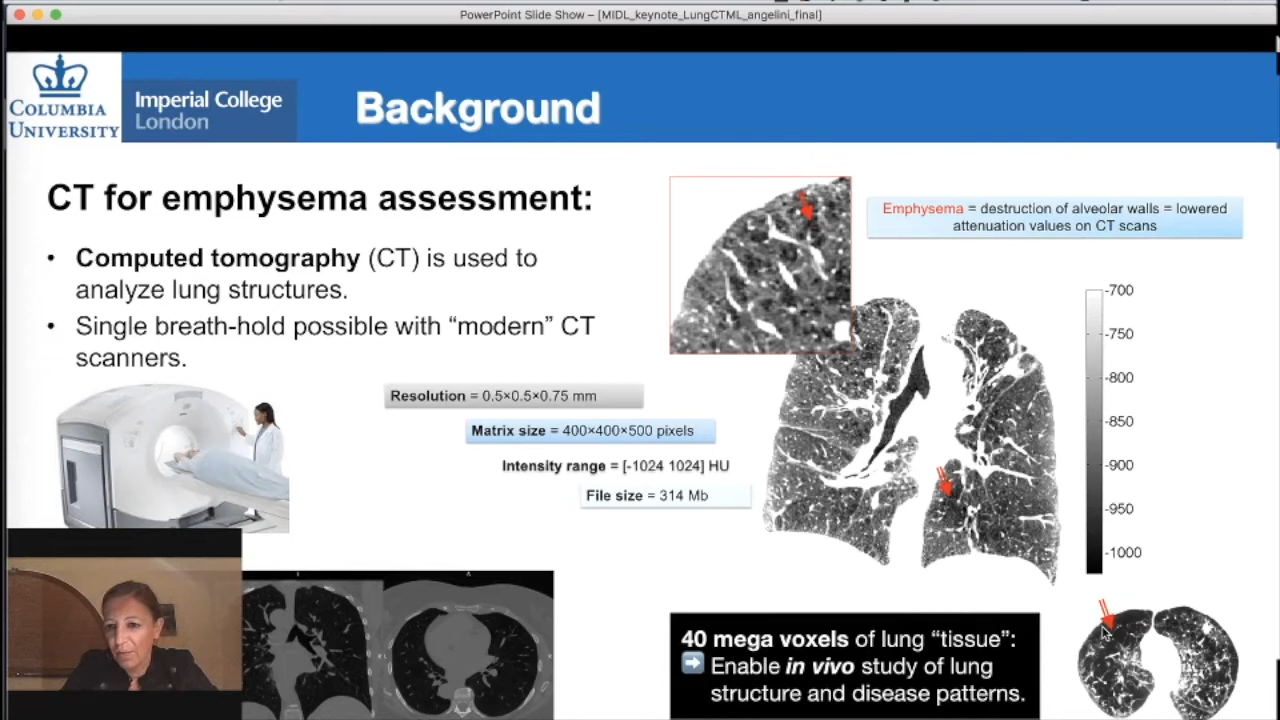 PowerPoint Slide Show – [MIDL_keynote_LungCTML_angelini_final]
COLUMBIA
UNIVERSITY
Imperial College
London
Background
CT for emphysema assessment:
• Computed tomography (CT) is used to
analyze lung structures.
• Single breath-hold possible with “modern” CT
scanners.
Emphysema = destruction of alveolar walls = lowered
attenuation values on CT scans
-700
-750
-800
-850
-900
-950
-1000
Resolution = 0.5×0.5×0.75 mm
Matrix size = 400×400×500 pixels
Intensity range = [-1024 1024] HU
File size = 314 Mb
40 mega voxels of lung “tissue”:
Enable in vivo study of lung
structure and disease patterns.